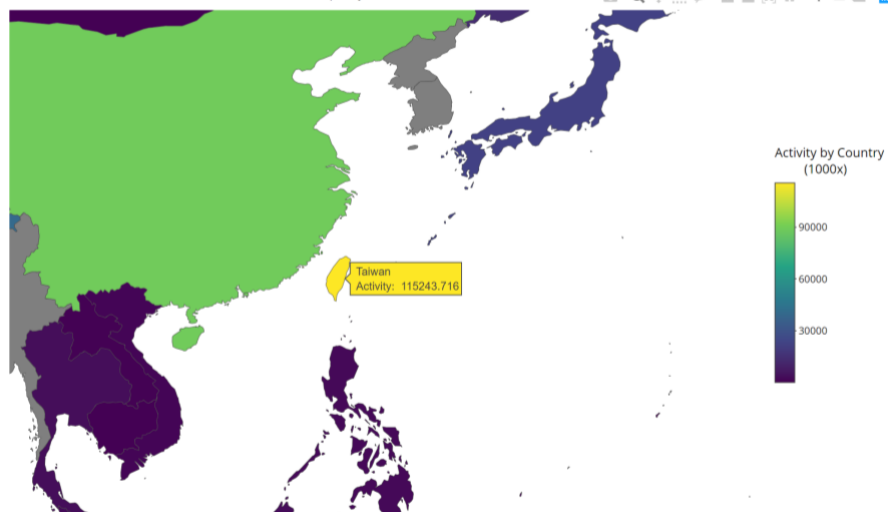 Activity by Country
(1000x)
90000
60000
30000
Taiwan
Activity: 115243.716